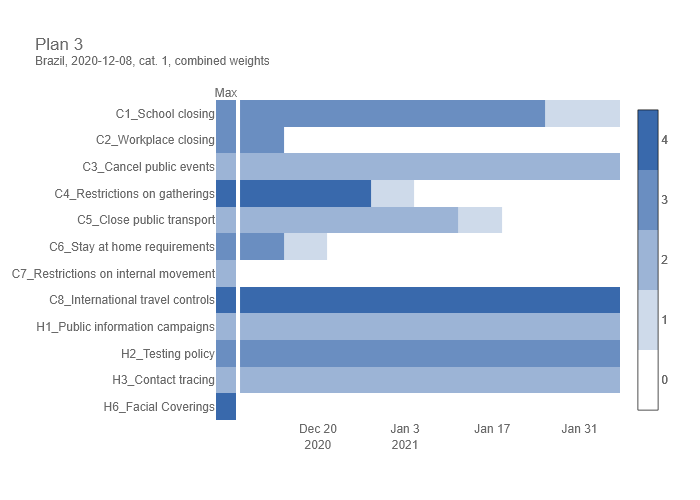 Plan 3
Brazil, 2020-12-08, cat. 1, combined weights
Max
C1_School closing
C2_Workplace closing
C3_Cancel public events
C4_Restrictions on gatherings
C5_Close public transport
C6_Stay at home requirements
C7_Restrictions on internal movement
C8_International travel controls
H1_Public information campaigns
H2_Testing policy
H3_Contact tracing
H6_Facial Coverings
Dec 20 Jan 3 Jan 17 Jan 31
2020 2021
4
3
2
1
0